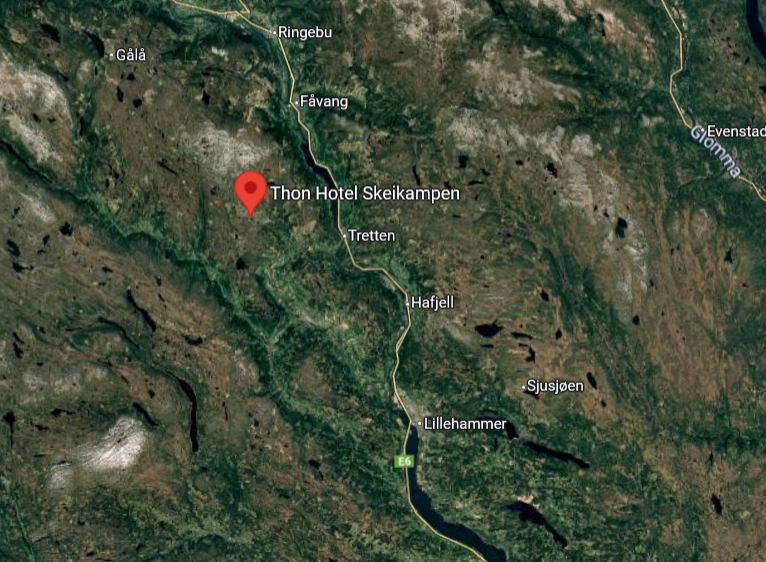 Ringebu
Gålå
Fåvang
Evenstad
Glomma
Thon Hotel Skeikampen
Tretten
Hafjell
Sjusjøen
Lillehammer
E6